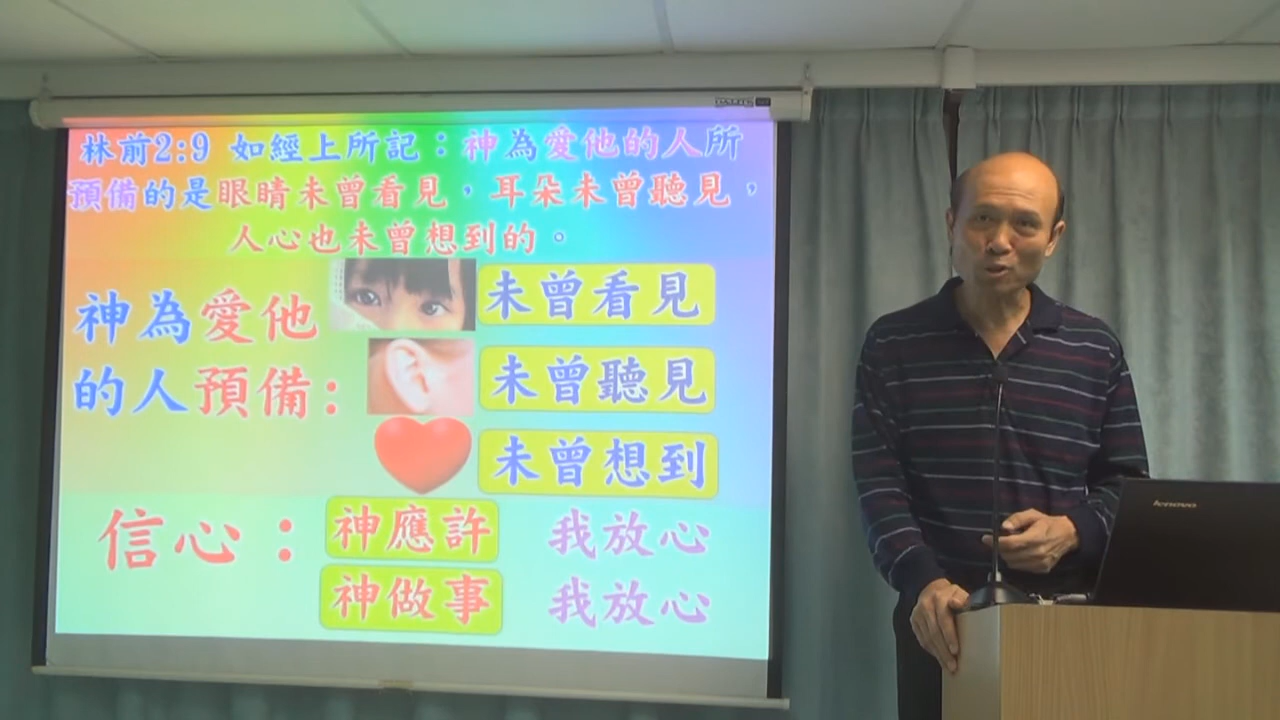 林前2:9 如經上所記：神為愛他的人所
預備的是眼睛未曾看見，耳朵未曾聽見，
人心也未曾想到的。
神為愛他
的人預備:
未曾看見
未曾聽見
未曾想到
信心：
神應許 我放心
神做事 我放心
lenovo